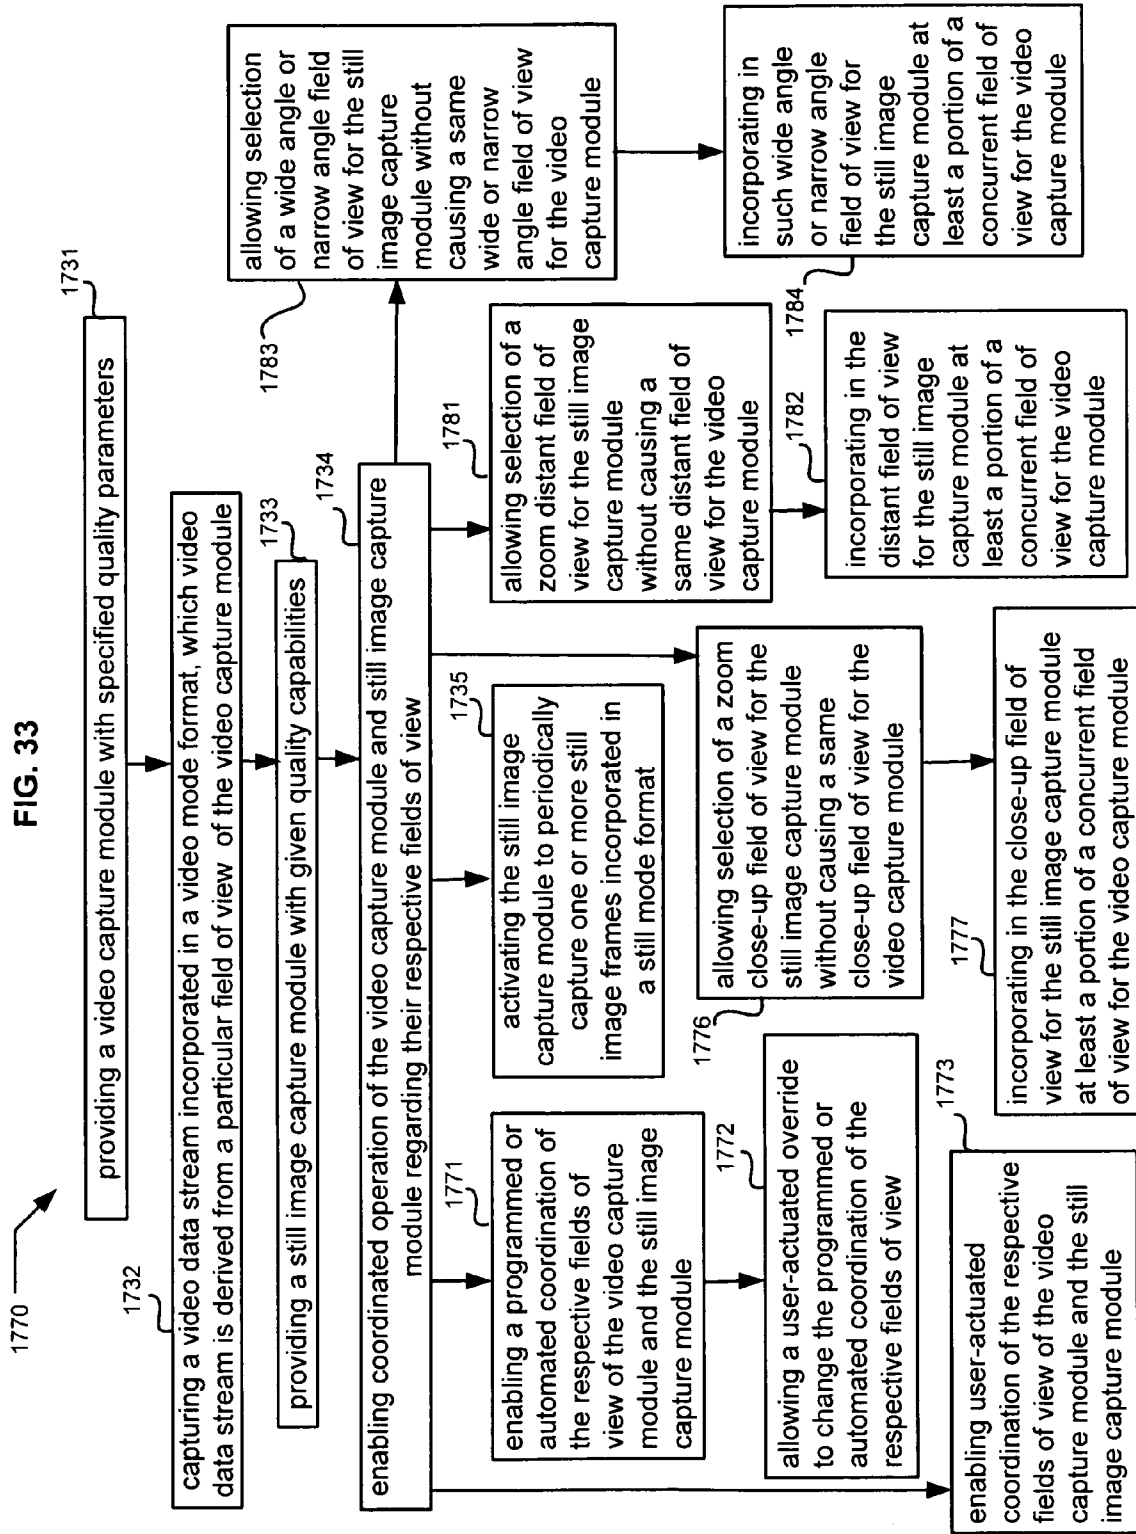 FIG. 33
1770
1731
providing a video capture module with specified quality parameters
1732
capturing a video data stream incorporated in a video mode format, which video
data stream is derived from a particular field of view of the video capture module
1733
providing a still image capture module with given quality capabilities
1734
enabling coordinated operation of the video capture module and still image capture
module regarding their respective fields of view
1771
enabling a programmed or
automated coordination of
the respective fields of
view of the video capture
module and the still image
capture module
1772
allowing a user-actuated override
to change the programmed or
automated coordination of the
respective fields of view
1773
enabling user-actuated
coordination of the respective
fields of view of the video
capture module and the still
image capture module
1735
activating the still image
capture module to periodically
capture one or more still
image frames incorporated in
a still mode format
1776
allowing selection of a zoom
close-up field of view for the
still image capture module
without causing a same
close-up field of view for the
video capture module
1777
incorporating in the close-up field of
view for the still image capture module
at least a portion of a concurrent field
of view for the video capture module
1781
allowing selection of a
zoom distant field of
view for the still image
capture module
without causing a
same distant field of
view for the video
capture module
1782
incorporating in the
distant field of view
for the still image
capture module at
least a portion of a
concurrent field of
view for the video
capture module
1783
allowing selection
of a wide angle or
narrow angle field
of view for the still
image capture
module without
causing a same
wide or narrow
angle field of view
for the video
capture module
1784
incorporating in
such wide angle
or narrow angle
field of view for
the still image
capture module at
least a portion of a
concurrent field of
view for the video
capture module